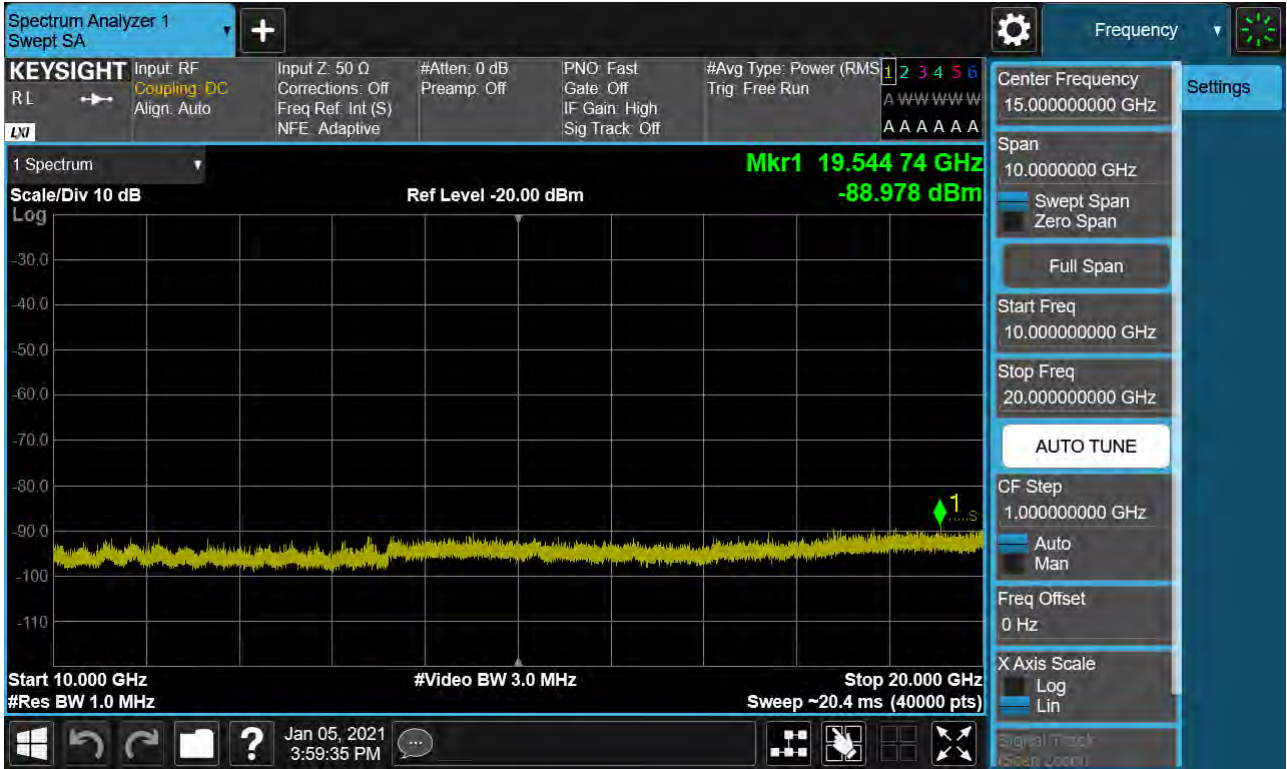 Spectrum Analyzer 1
Swept SA
Frequency
KEYSIGHT
R L
LXI
Input: RF
Coupling: DC
Align: Auto
Input Z: 50 Ω
Corrections: Off
Freq Ref: Int (S)
NFE: Adaptive
#Atten: 0 dB
Preamp: Off
PNO: Fast
Gate: Off
IF Gain: High
Sig Track: Off
#Avg Type: Power (RMS
Trig: Free Run
1 2 3 4 5 6
A W W W W W
A A A A A A
1 Spectrum
Scale/Div 10 dB
Log
Ref Level -20.00 dBm
Mkr1 19.544 74 GHz
-88.978 dBm
-30.0
-40.0
-50.0
-60.0
-70.0
-80.0
-90.0
-100
-110
1
S
Start 10.000 GHz
#Res BW 1.0 MHz
#Video BW 3.0 MHz
Stop 20.000 GHz
Sweep ~20.4 ms (40000 pts)
Center Frequency
15.000000000 GHz
Span
10.0000000 GHz
Swept Span
Zero Span
Full Span
Start Freq
10.000000000 GHz
Stop Freq
20.000000000 GHz
AUTO TUNE
CF Step
1.000000000 GHz
Auto
Man
Freq Offset
0 Hz
X Axis Scale
Log
Lin
Signal Track
(Span Zoom)
Settings
?
Jan 05, 2021
3:59:35 PM